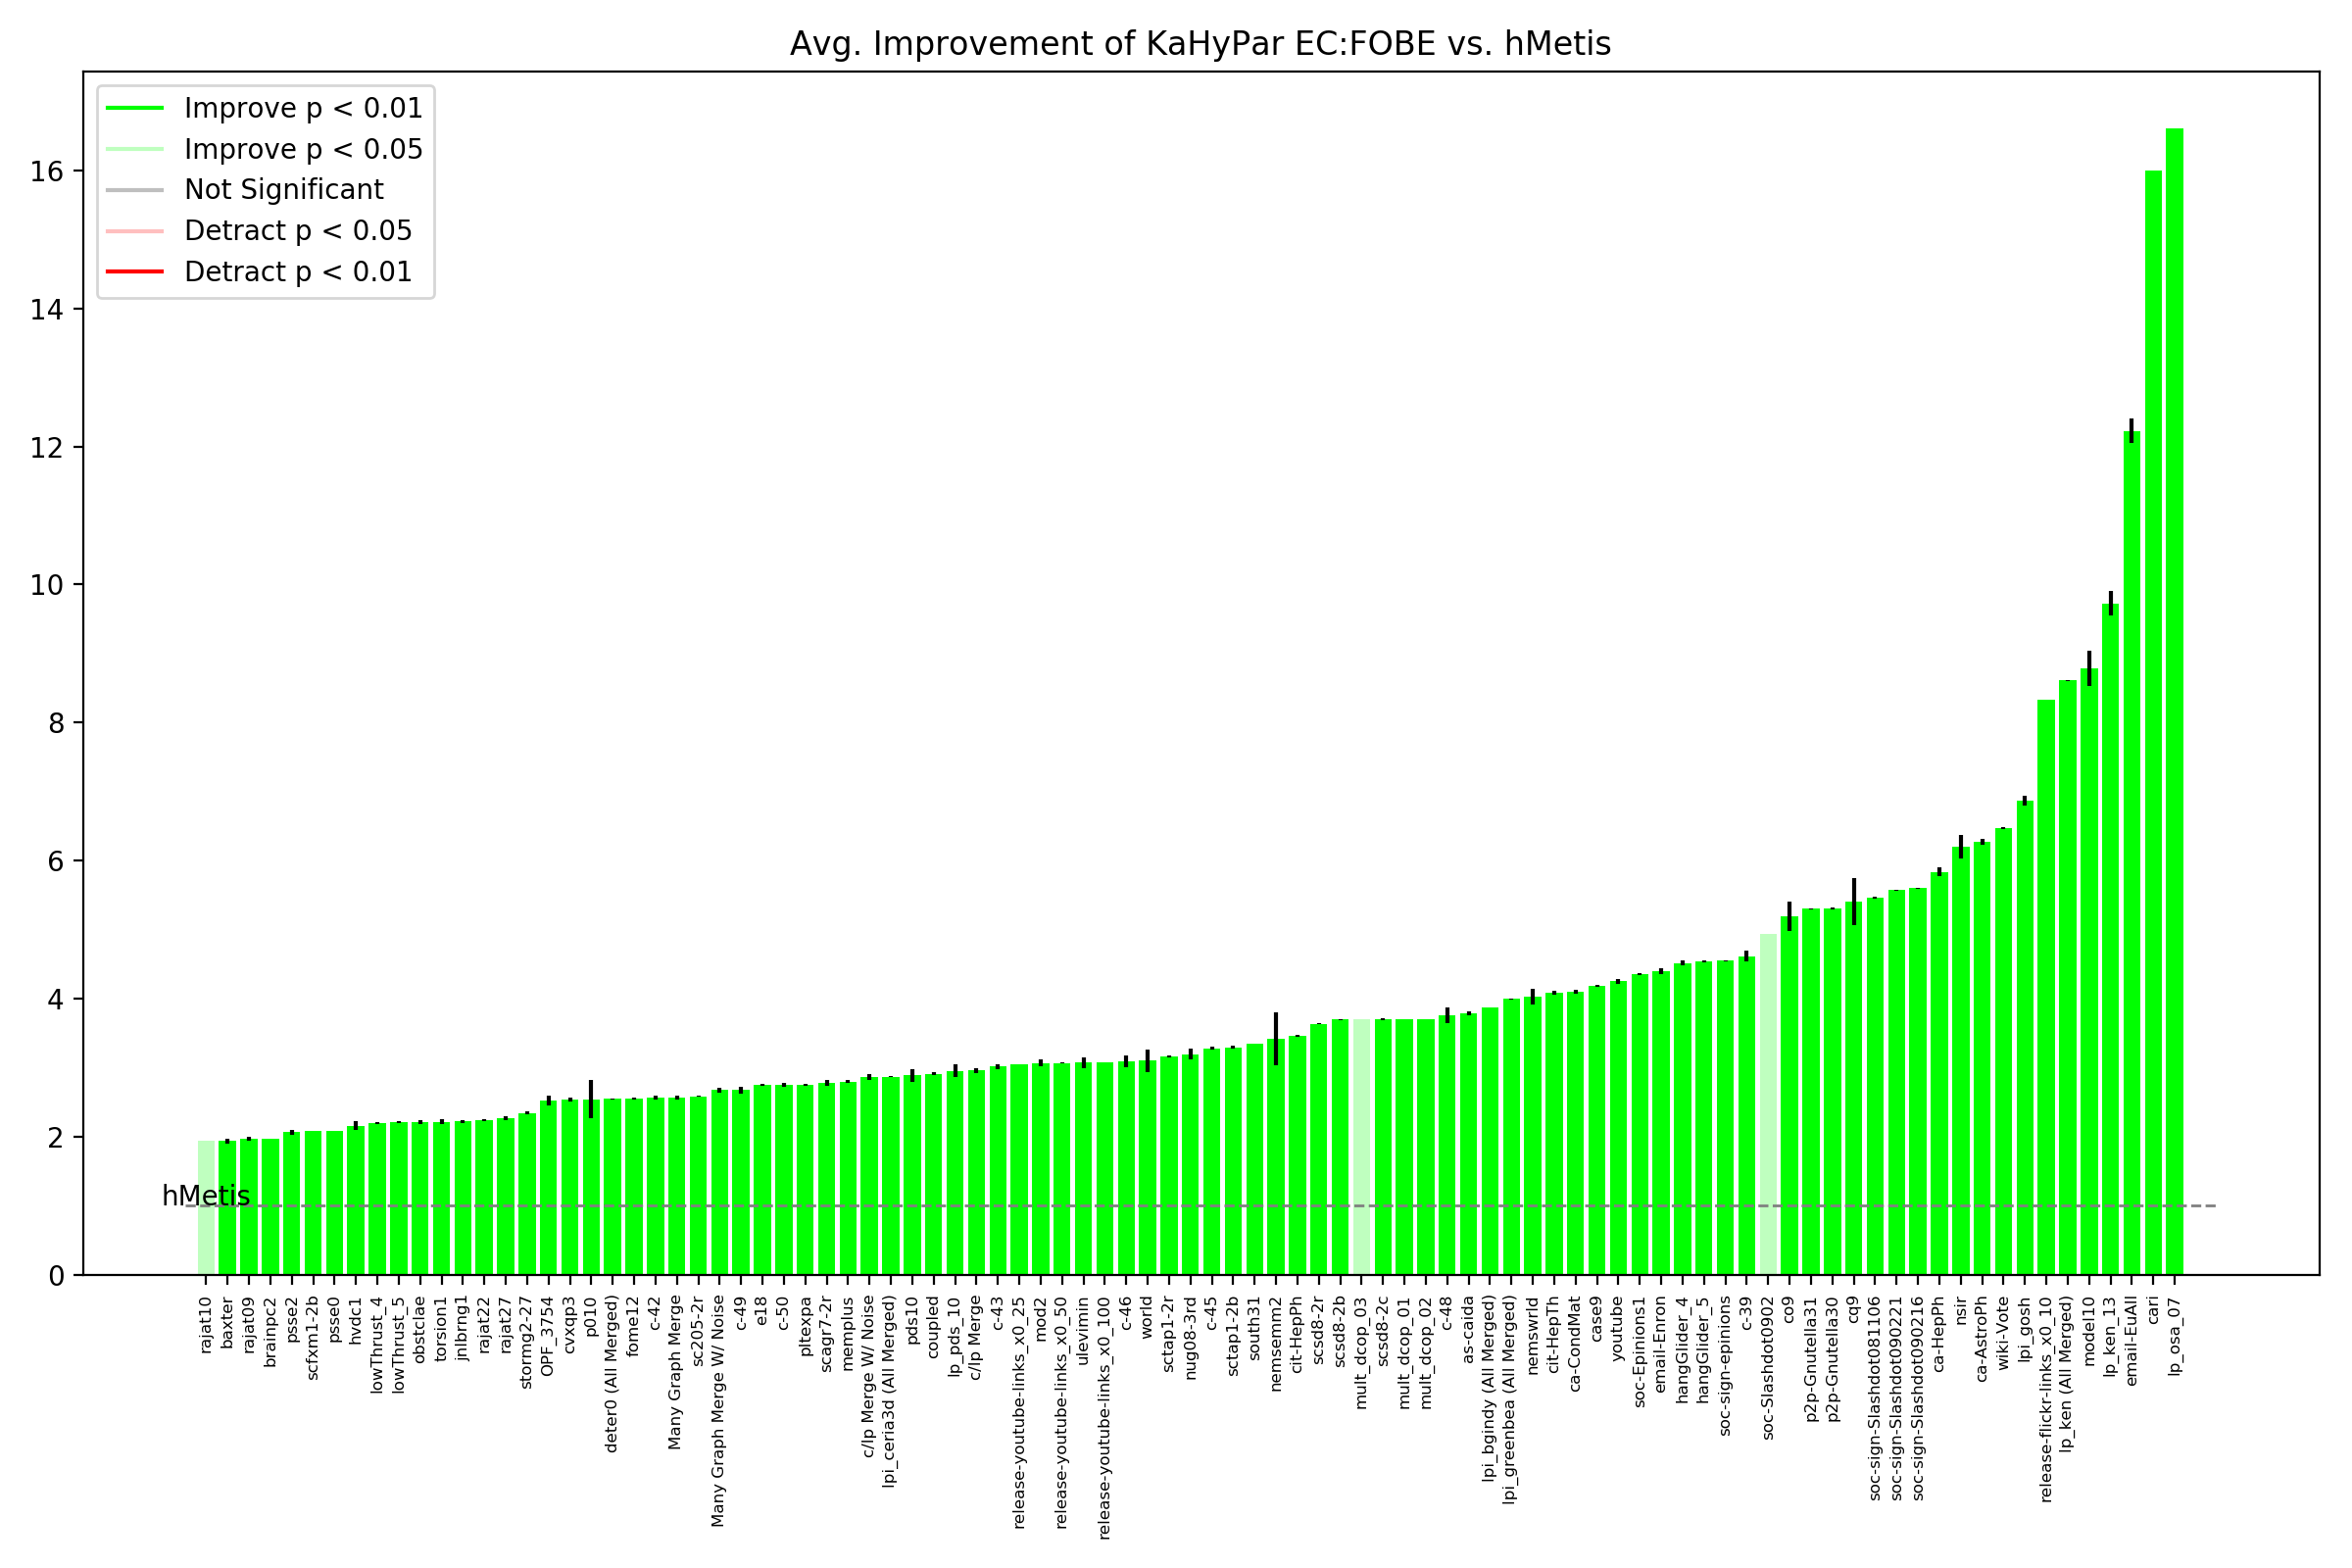 Avg. Improvement of KaHyPar EC:FOBE vs. hMetis
Improve p < 0.01
Improve p < 0.05
Not Significant
Detract p < 0.05
Detract p < 0.01
16
14
12
10
8
6
4
2
0
hMetis
rajat10
baxter
rajat09
brainpc2
psse2
scfxm1-2b
psse0
hvdc1
lowThrust_4
lowThrust_5
obstclae
torsion1
jnlbrng1
rajat22
rajat27
stormg2-27
OPF_3754
cvxqp3
p010
deter0 (All Merged)
fome12
c-42
Many Graph Merge
sc205-2r
Many Graph Merge W/ Noise
c-49
e18
c-50
pltexpa
scagr7-2r
memplus
c/lp Merge W/ Noise
lpi_ceria3d (All Merged)
pds10
coupled
lp_pds_10
c/lp Merge
c-43
release-youtube-links_x0_25
mod2
release-youtube-links_x0_50
ulevimin
release-youtube-links_x0_100
c-46
world
sctap1-2r
nug08-3rd
c-45
sctap1-2b
south31
nemsemm2
cit-HepPh
scsd8-2r
scsd8-2b
mult_dcop_03
scsd8-2c
mult_dcop_01
mult_dcop_02
c-48
as-caida
lpi_bgindy (All Merged)
lpi_greenbea (All Merged)
nemswrld
cit-HepTh
ca-CondMat
case9
youtube
soc-Epinions1
email-Enron
hangGlider_4
hangGlider_5
soc-sign-epinions
c-39
soc-Slashdot0902
co9
p2p-Gnutella31
p2p-Gnutella30
cq9
soc-sign-Slashdot081106
soc-sign-Slashdot090221
soc-sign-Slashdot090216
ca-HepPh
nsir
ca-AstroPh
wiki-Vote
lpi_gosh
release-flickr-links_x0_10
lp_ken (All Merged)
model10
lp_ken_13
email-EuAll
cari
lp_osa_07